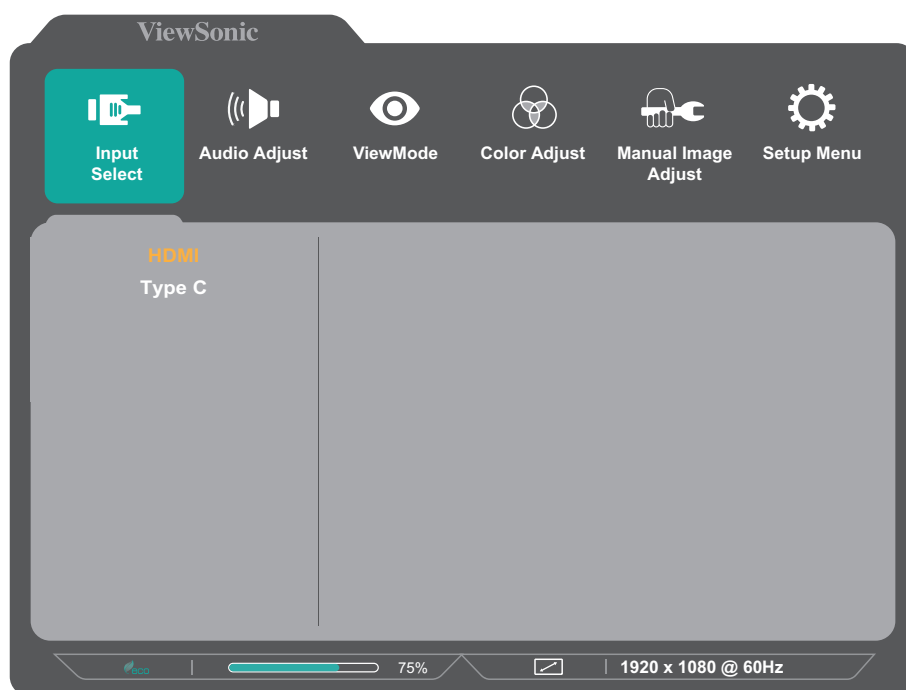 ViewSonic
Input
Select
Audio Adjust
ViewMode
Color Adjust
Manual Image
Adjust
Setup Menu
HDMI
Type C
eco
75%
1920 x 1080 @ 60Hz